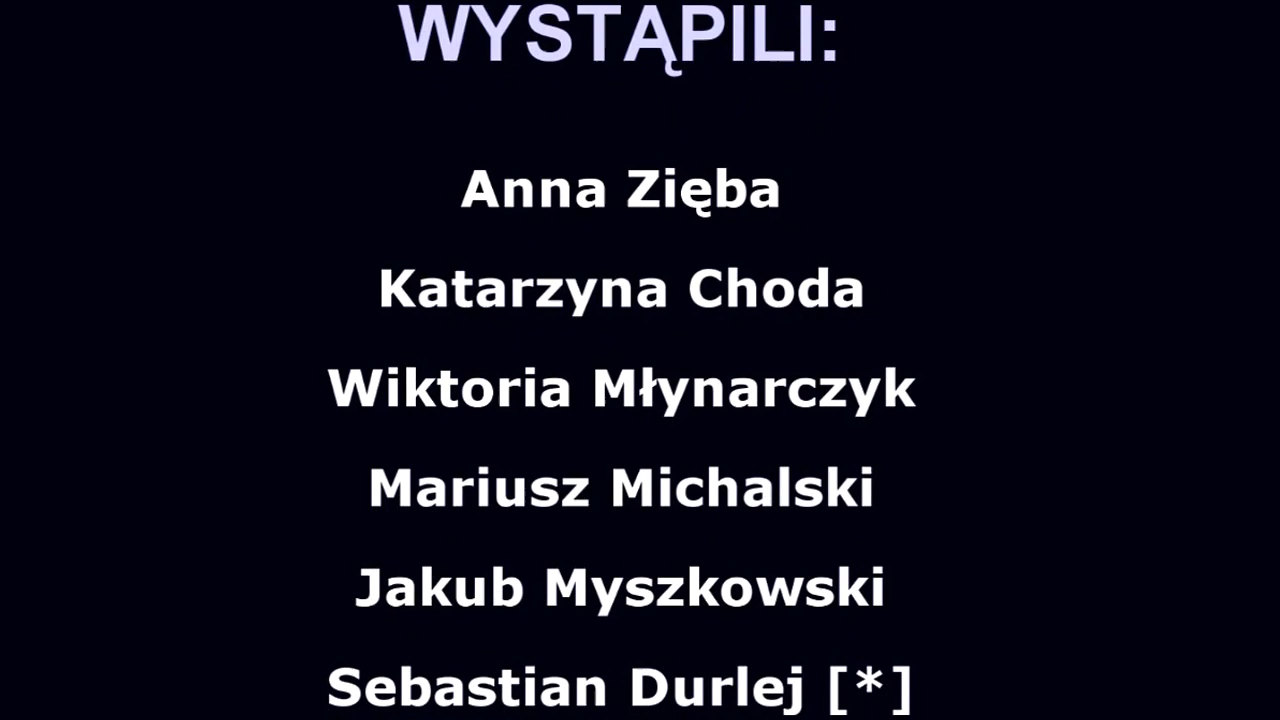 WYSTĄPILI:
Anna Zięba
Katarzyna Choda
Wiktoria Młynarczyk
Mariusz Michalski
Jakub Myszkowski
Sebastian Durlej [*]